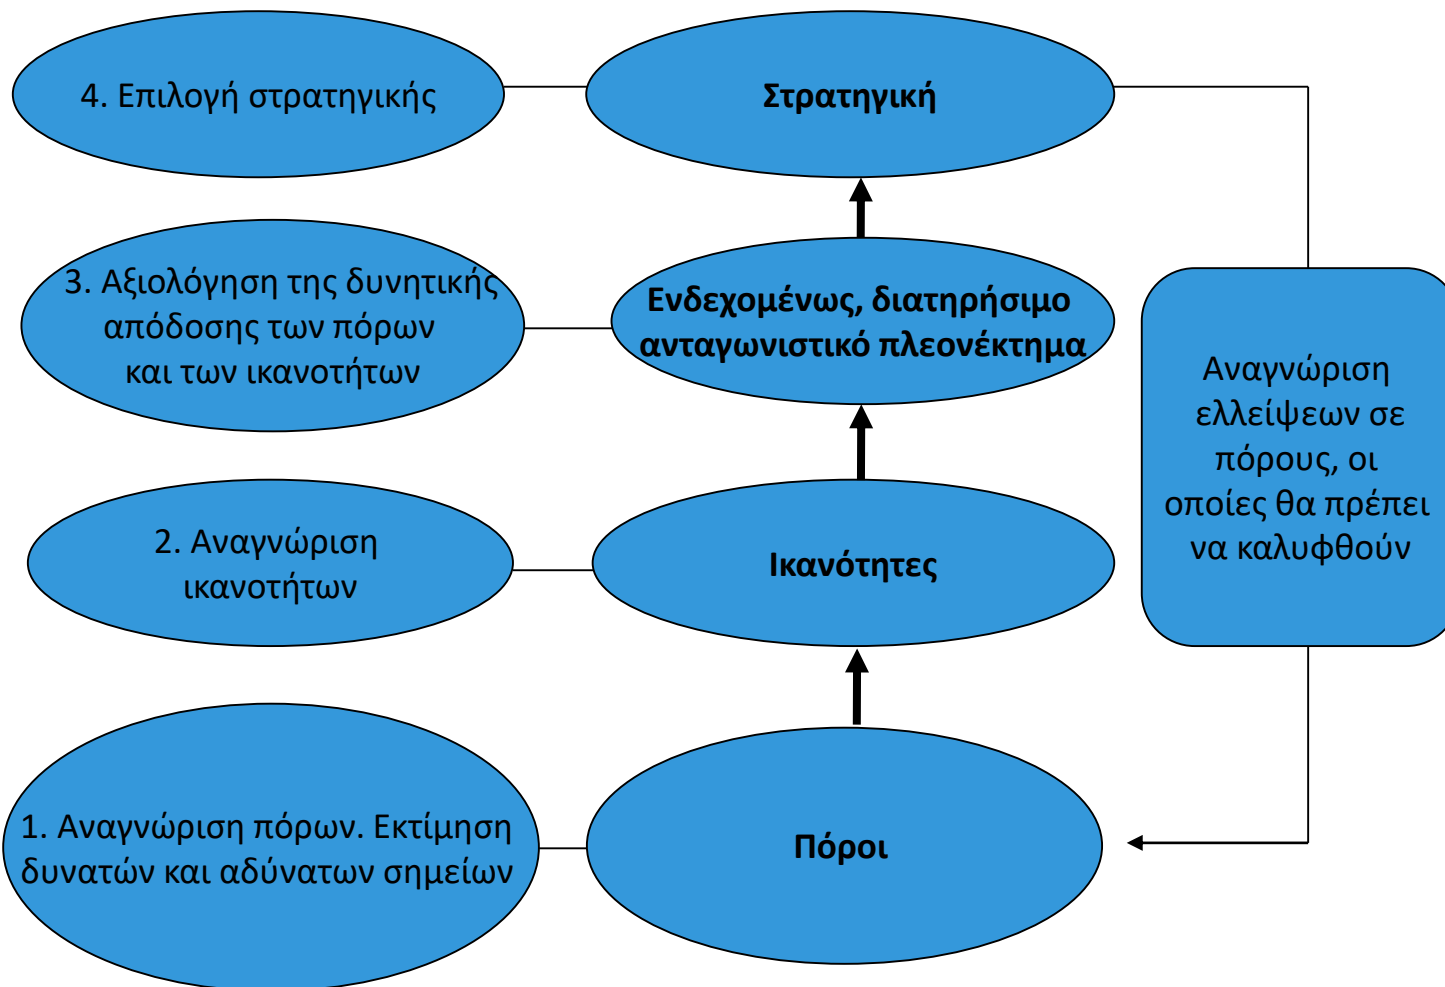 4. Επιλογή στρατηγικής
Στρατηγική
3. Αξιολόγηση της δυνητικής
απόδοσης των πόρων
και των ικανοτήτων
Ενδεχομένως, διατηρήσιμο
ανταγωνιστικό πλεονέκτημα
Αναγνώριση
ελλείψεων σε
πόρους, οι
οποίες θα πρέπει
να καλυφθούν
2. Αναγνώριση
ικανοτήτων
Ικανότητες
1. Αναγνώριση πόρων. Εκτίμηση
δυνατών και αδύνατων σημείων
Πόροι